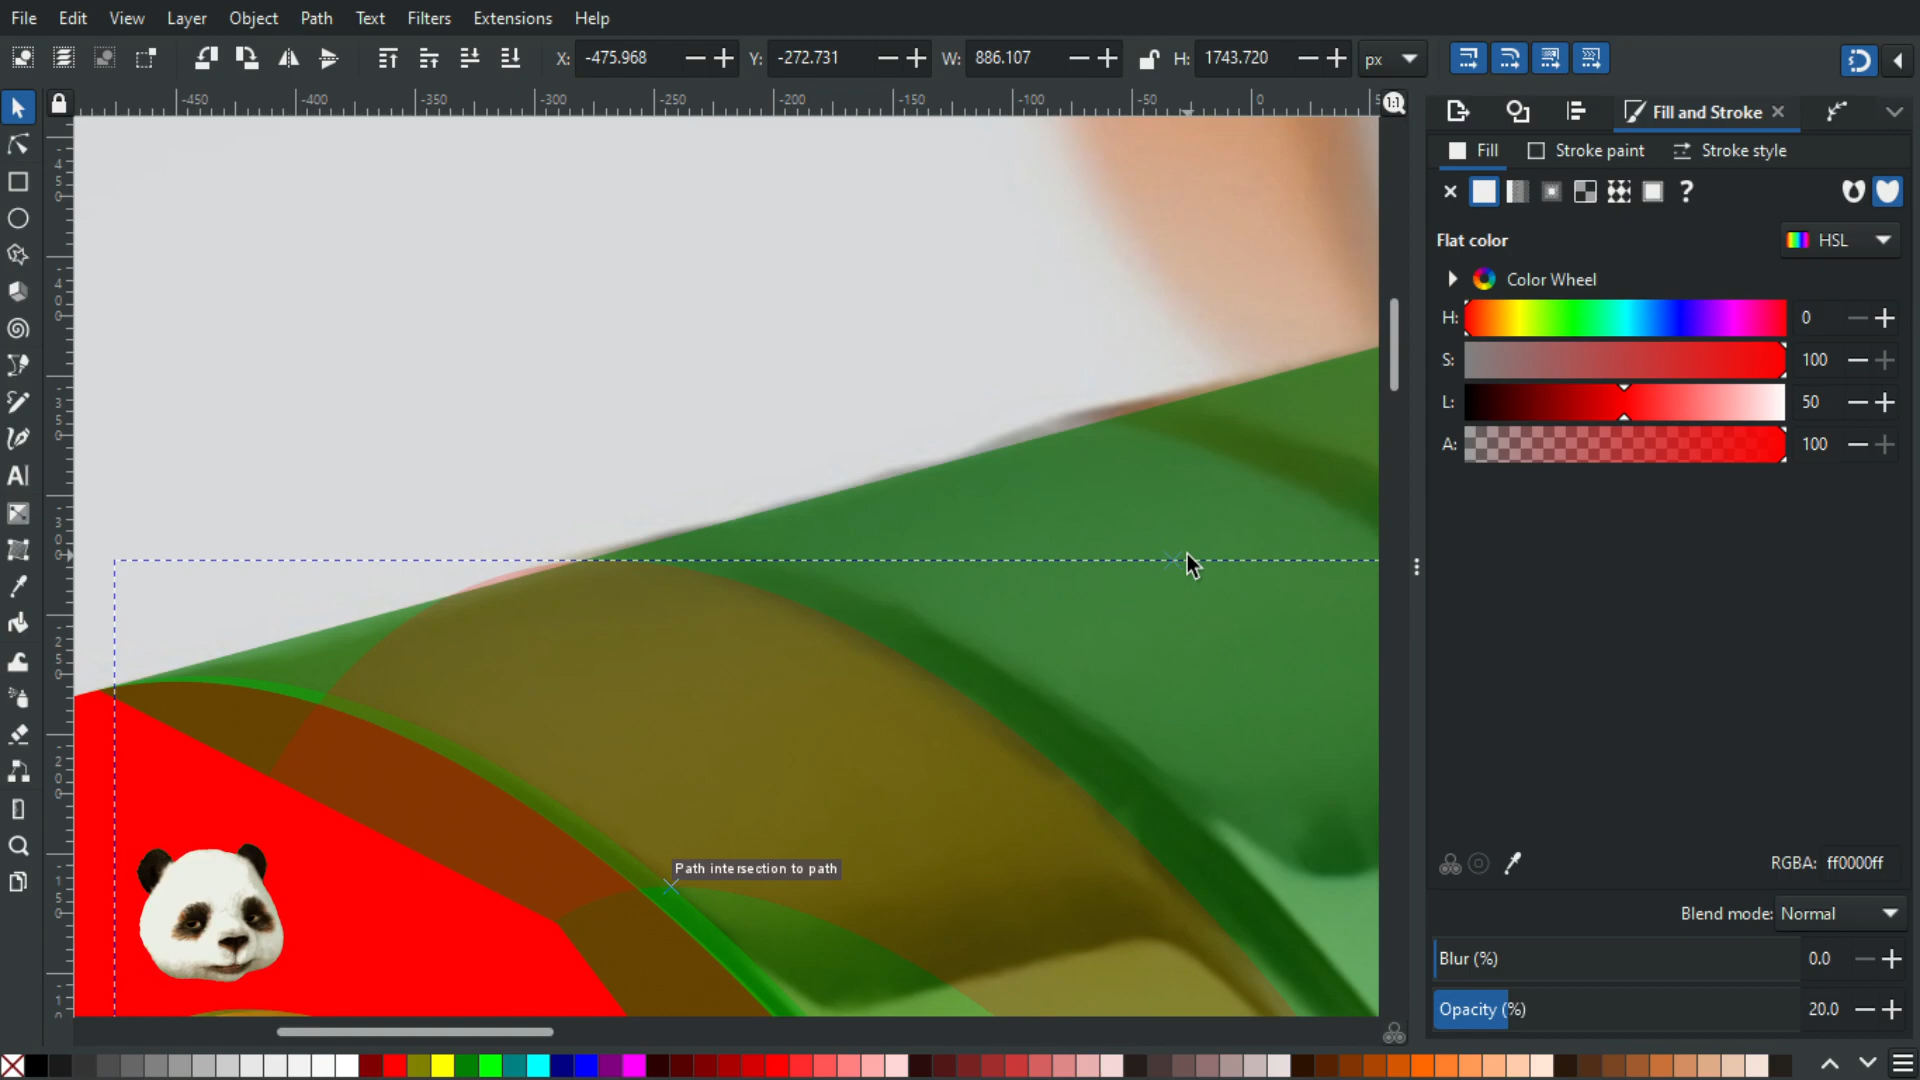 File Edit View Layer Object Path Text Filters Extensions Help
X: -475.968 Y: -272.731 W: 886.107 H: 1743.720 px
-450 -400 -350 -300 -250 -200 -150 -100 -50 0 5
1:1
Fill and Stroke
Fill Stroke paint Stroke style
?
Flat color HSL
Color Wheel
H: 0
S: 100
L: 50
A: 100
Path intersection to path
RGBA: ff0000ff
Blend mode: Normal
Blur (%) 0.0
Opacity (%) 20.0